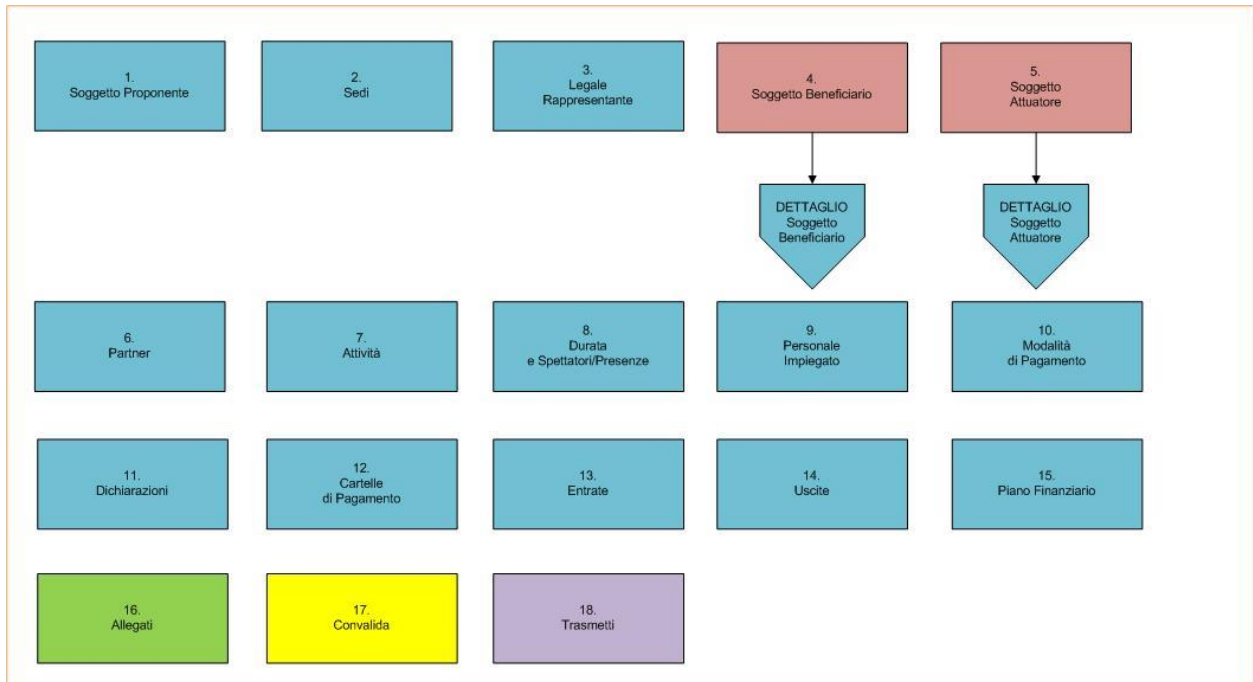 1.
Soggetto Proponente
2.
Sedi
3.
Legale
Rappresentante
4.
Soggetto Beneficiario
5.
Soggetto
Attuatore
DETTAGLIO
Soggetto
Beneficiario
DETTAGLIO
Soggetto
Attuatore
6.
Partner
7.
Attività
8.
Durata
e Spettatori/Presenze
9.
Personale
Impiegato
10.
Modalità
di Pagamento
11.
Dichiarazioni
12.
Cartelle
di Pagamento
13.
Entrate
14.
Uscite
15.
Piano Finanziario
16.
Allegati
17.
Convalida
18.
Trasmetti